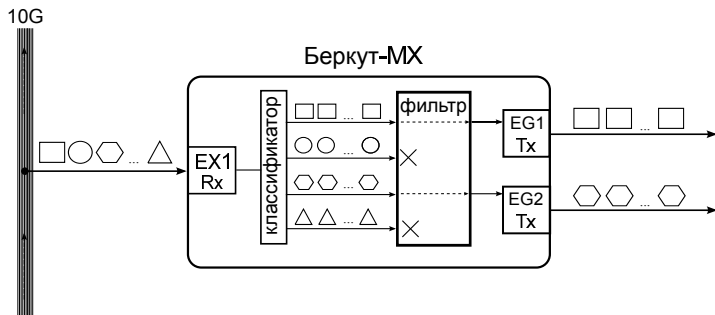 10G
Беркут-MX
EX1
Rx
классификатор
...
...
...
...
...
фильтр
EG1
Tx
EG2
Tx
...
...